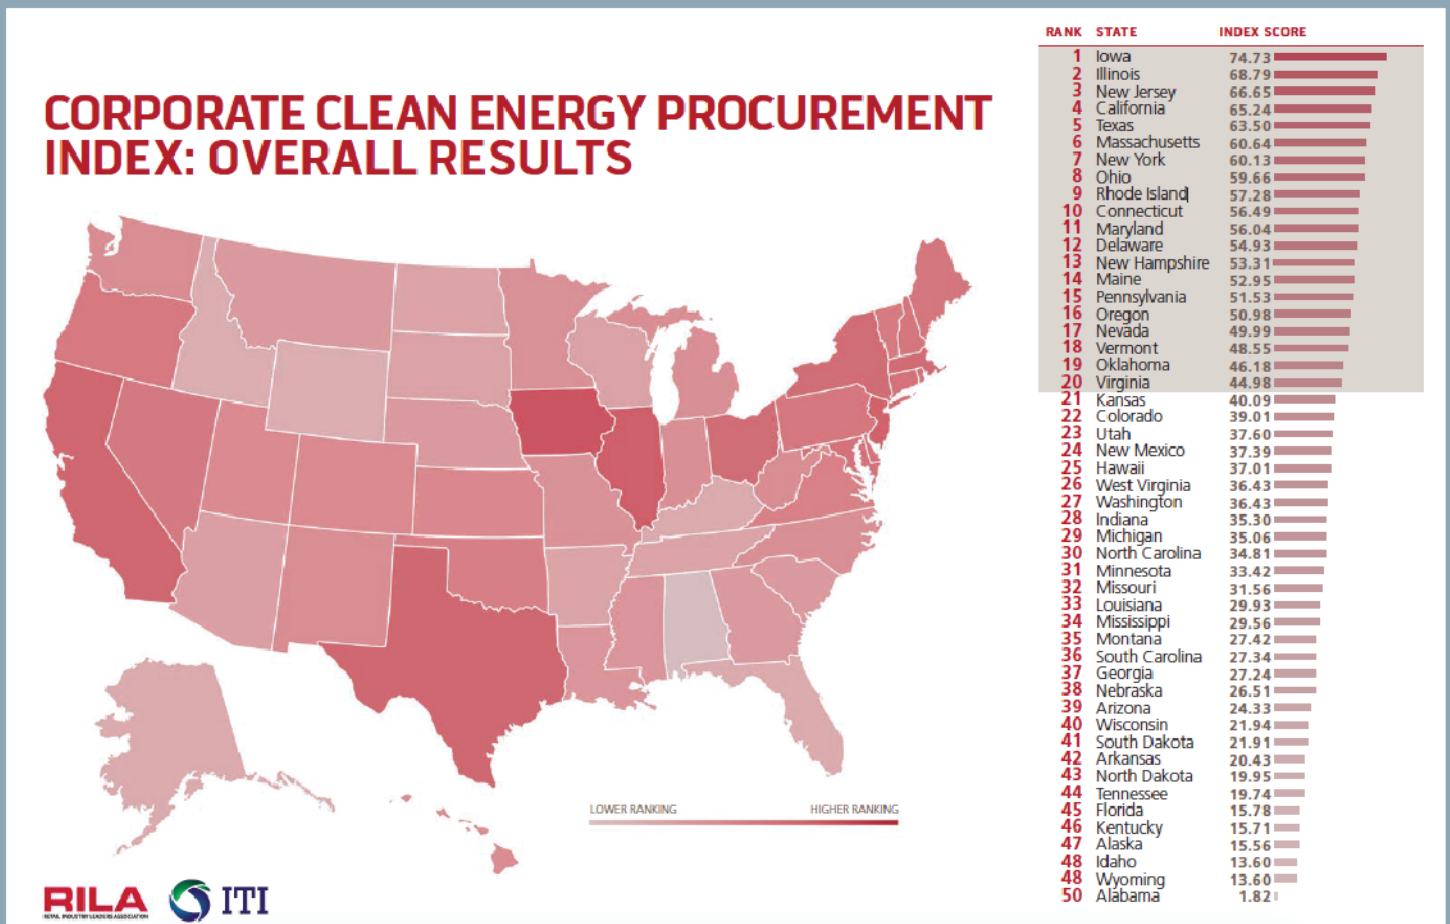 CORPORATE CLEAN ENERGY PROCUREMENT
INDEX: OVERALL RESULTS
LOWER RANKING HIGHER RANKING
RILA
RETAIL INDUSTRY LEADERS ASSOCIATION
ITI
RANK STATE INDEX SCORE
1 Iowa 74.73
2 Illinois 68.79
3 New Jersey 66.65
4 California 65.24
5 Texas 63.50
6 Massachusetts 60.64
7 New York 60.13
8 Ohio 59.66
9 Rhode Island 57.28
10 Connecticut 56.49
11 Maryland 56.04
12 Delaware 54.93
13 New Hampshire 53.31
14 Maine 52.95
15 Pennsylvania 51.53
16 Oregon 50.98
17 Nevada 49.99
18 Vermont 48.55
19 Oklahoma 46.18
20 Virginia 44.98
21 Kansas 40.09
22 Colorado 39.01
23 Utah 37.60
24 New Mexico 37.39
25 Hawaii 37.01
26 West Virginia 36.43
27 Washington 36.43
28 Indiana 35.30
29 Michigan 35.06
30 North Carolina 34.81
31 Minnesota 33.42
32 Missouri 31.56
33 Louisiana 29.93
34 Mississippi 29.56
35 Montana 27.42
36 South Carolina 27.34
37 Georgia 27.24
38 Nebraska 26.51
39 Arizona 24.33
40 Wisconsin 21.94
41 South Dakota 21.91
42 Arkansas 20.43
43 North Dakota 19.95
44 Tennessee 19.74
45 Florida 15.78
46 Kentucky 15.71
47 Alaska 15.56
48 Idaho 13.60
48 Wyoming 13.60
50 Alabama 1.82